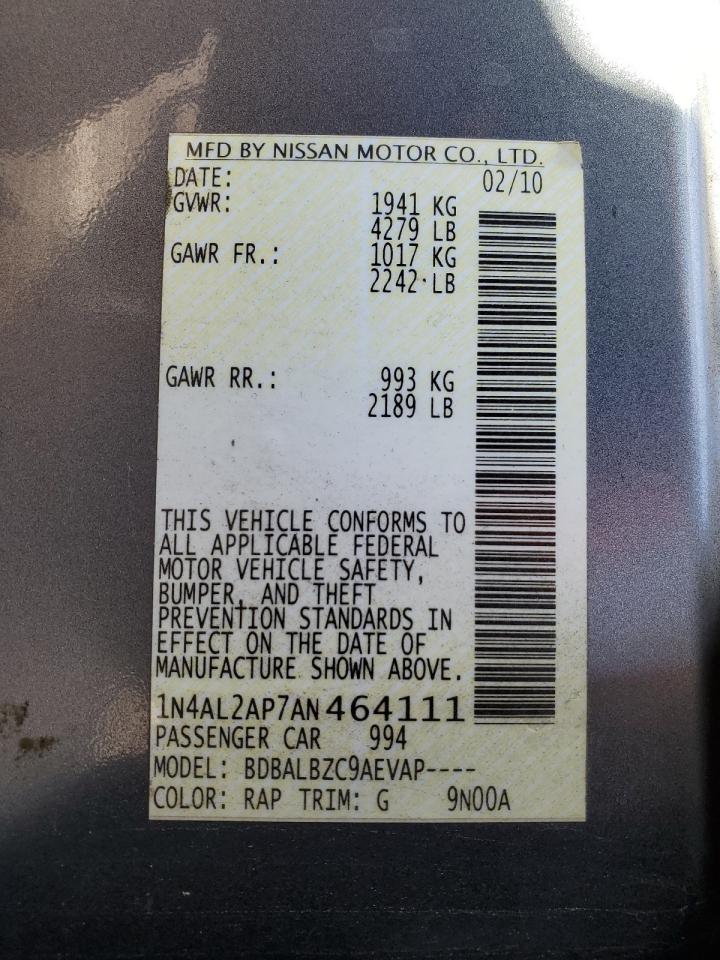 MFD BY NISSAN MOTOR CO., LTD.
DATE: 02/10
GVWR: 1941 KG
4279 LB
GAWR FR.: 1017 KG
2242 LB
GAWR RR.: 993 KG
2189 LB
THIS VEHICLE CONFORMS TO
ALL APPLICABLE FEDERAL
MOTOR VEHICLE SAFETY,
BUMPER, AND THEFT
PREVENTION STANDARDS IN
EFFECT ON THE DATE OF
MANUFACTURE SHOWN ABOVE.
1N4AL2AP7AN464111
PASSENGER CAR 994
MODEL: BDBALBZC9AEVAP----
COLOR: RAP TRIM: G 9N00A